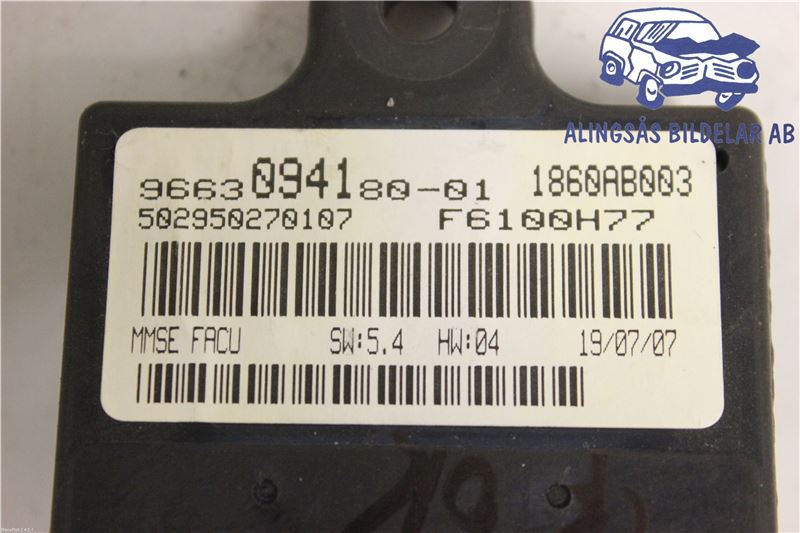 ALINGSÅS BILDELAR AB
9663094180-01 1860AB003
502950270107 F6100H77
MMSE FACU SW:5.4 HW:04 19/07/07